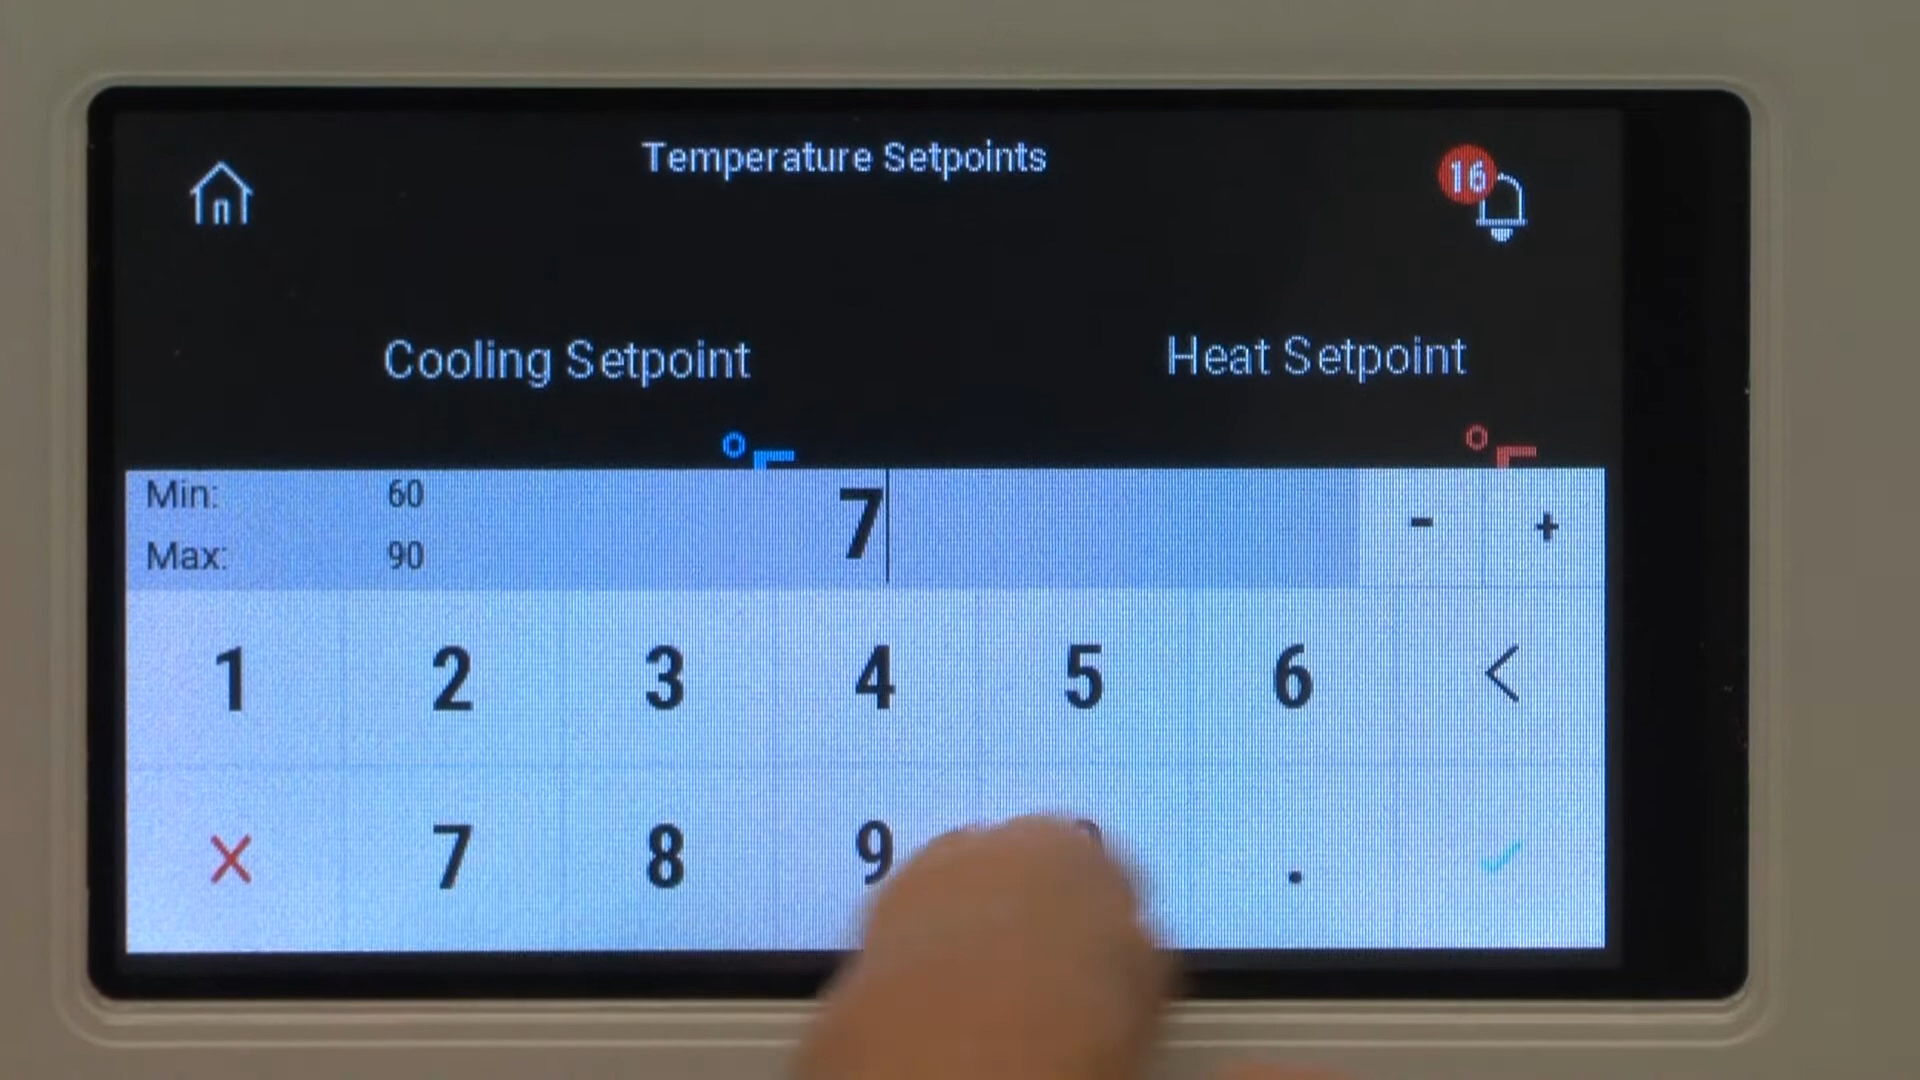 Temperature Setpoints
16
Cooling Setpoint
Heat Setpoint
Min: 60
Max: 90
7
- +
1 2 3 4 5 6 <
7 8 9 .